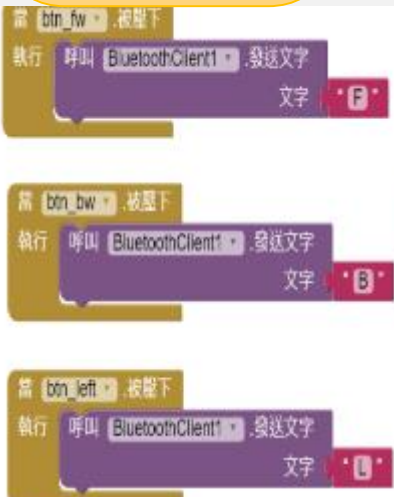 當 btn_fw .被壓下
執行 呼叫 BluetoothClient1 .發送文字
文字 "F"
當 btn_bw .被壓下
執行 呼叫 BluetoothClient1 .發送文字
文字 "B"
當 btn_left .被壓下
執行 呼叫 BluetoothClient1 .發送文字
文字 "L"